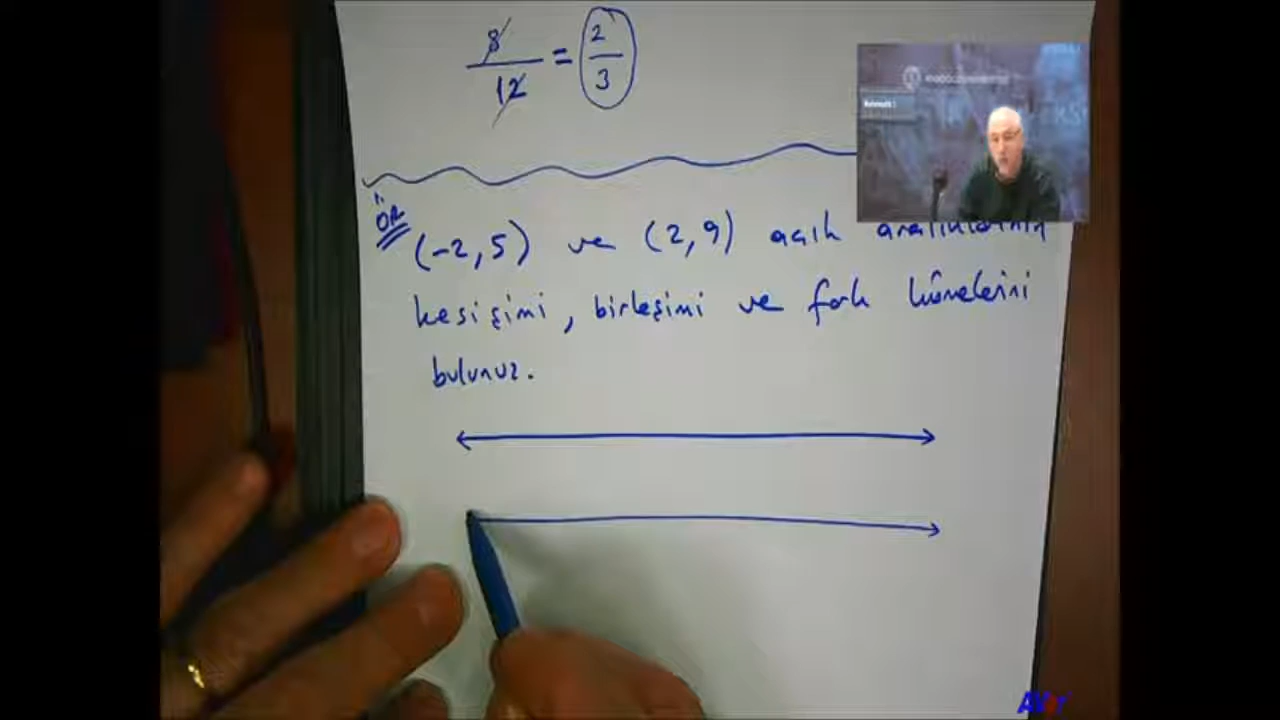 8/12 = 2/3
ÖR
(-2, 5) ve (2, 9) açık aralıklarının
kesişimi, birleşimi ve fark kümelerini
bulunuz.